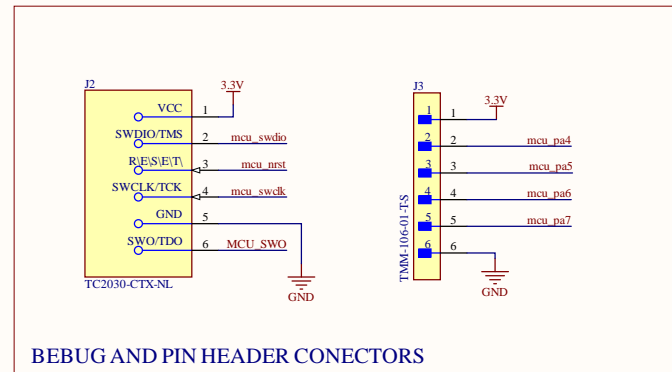 J2
3.3V
VCC 1
SWDIO/TMS 2 mcu_swdio
R\E\S\E\T\ 3 mcu_nrst
SWCLK/TCK 4 mcu_swclk
GND 5
SWO/TDO 6 MCU_SWO
TC2030-CTX-NL
GND
J3
3.3V
1 1
2 2 mcu_pa4
3 3 mcu_pa5
4 4 mcu_pa6
5 5 mcu_pa7
6 6
TMM-106-01-T-S
GND
BEBUG AND PIN HEADER CONECTORS